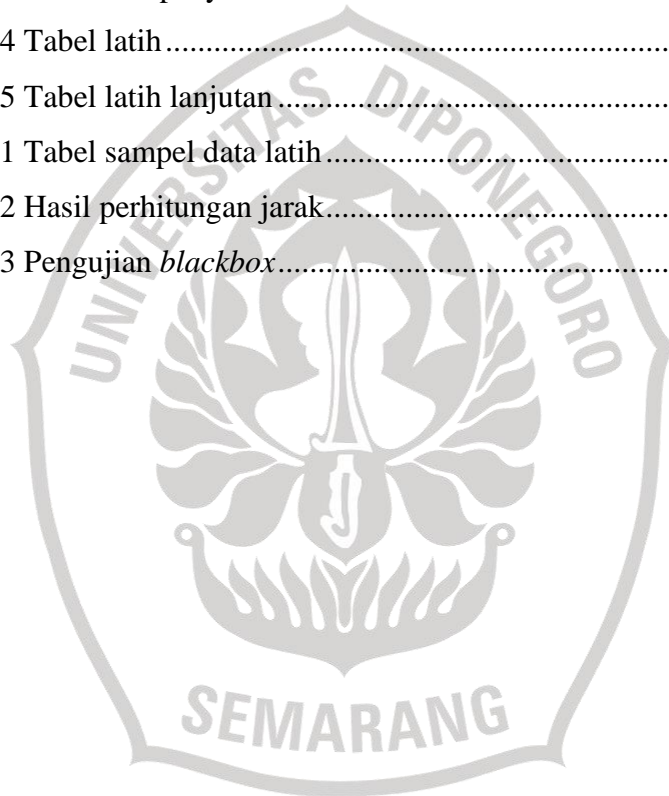 4 Tabel latih ........................................................
5 Tabel latih lanjutan ............................................
1 Tabel sampel data latih ......................................
2 Hasil perhitungan jarak ......................................
3 Pengujian blackbox ............................................
UNIVERSITAS DIPONEGORO
SEMARANG